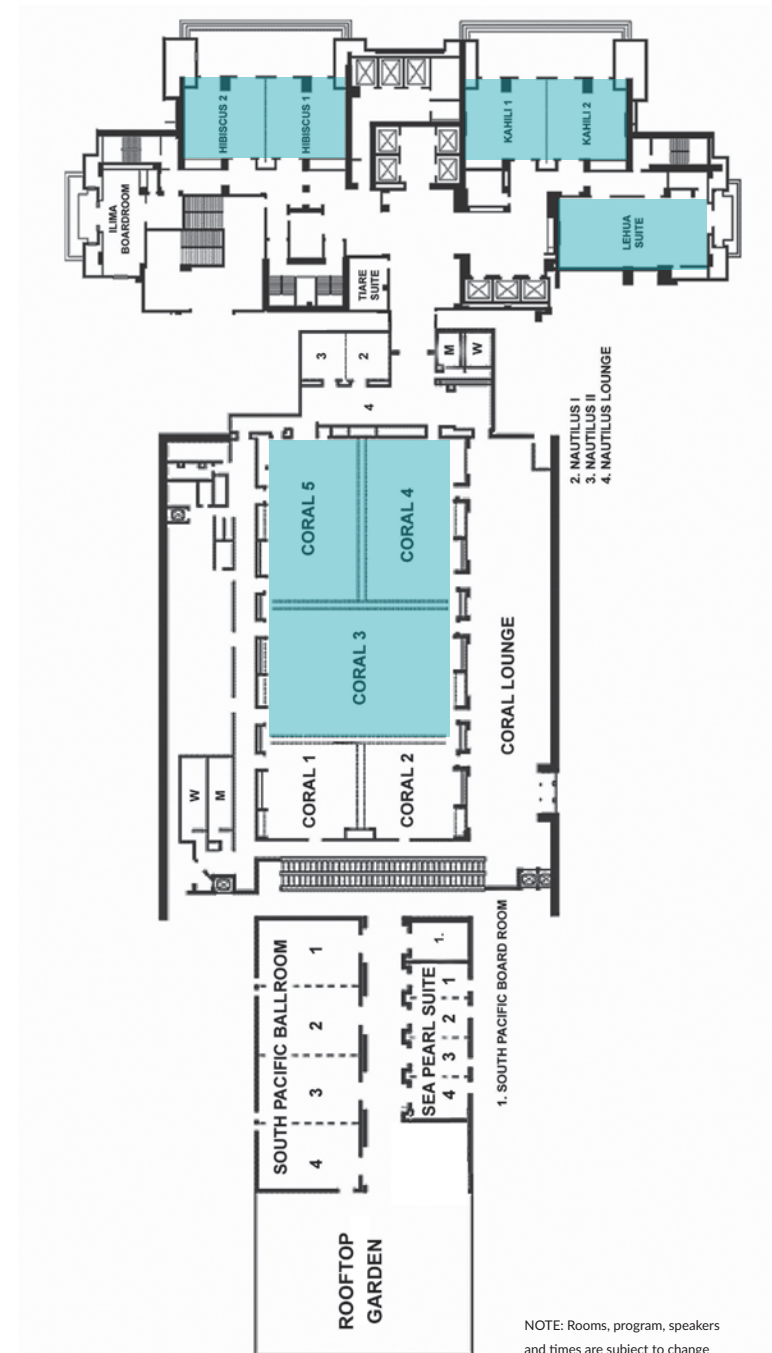 HIBISCUS 2
HIBISCUS 1
KAHILI 1
KAHILI 2
ILIMA
BOARDROOM
LEHUA
SUITE
TIARE
SUITE
3
2
M
W
4
2. NAUTILUS I
3. NAUTILUS II
4. NAUTILUS LOUNGE
CORAL 5
CORAL 4
CORAL 3
CORAL LOUNGE
CORAL 1
CORAL 2
W
M
SOUTH PACIFIC BALLROOM
1
2
3
4
1.
SEA PEARL SUITE
1
2
3
4
1. SOUTH PACIFIC BOARD ROOM
ROOFTOP
GARDEN
NOTE: Rooms, program, speakers
and times are subject to change